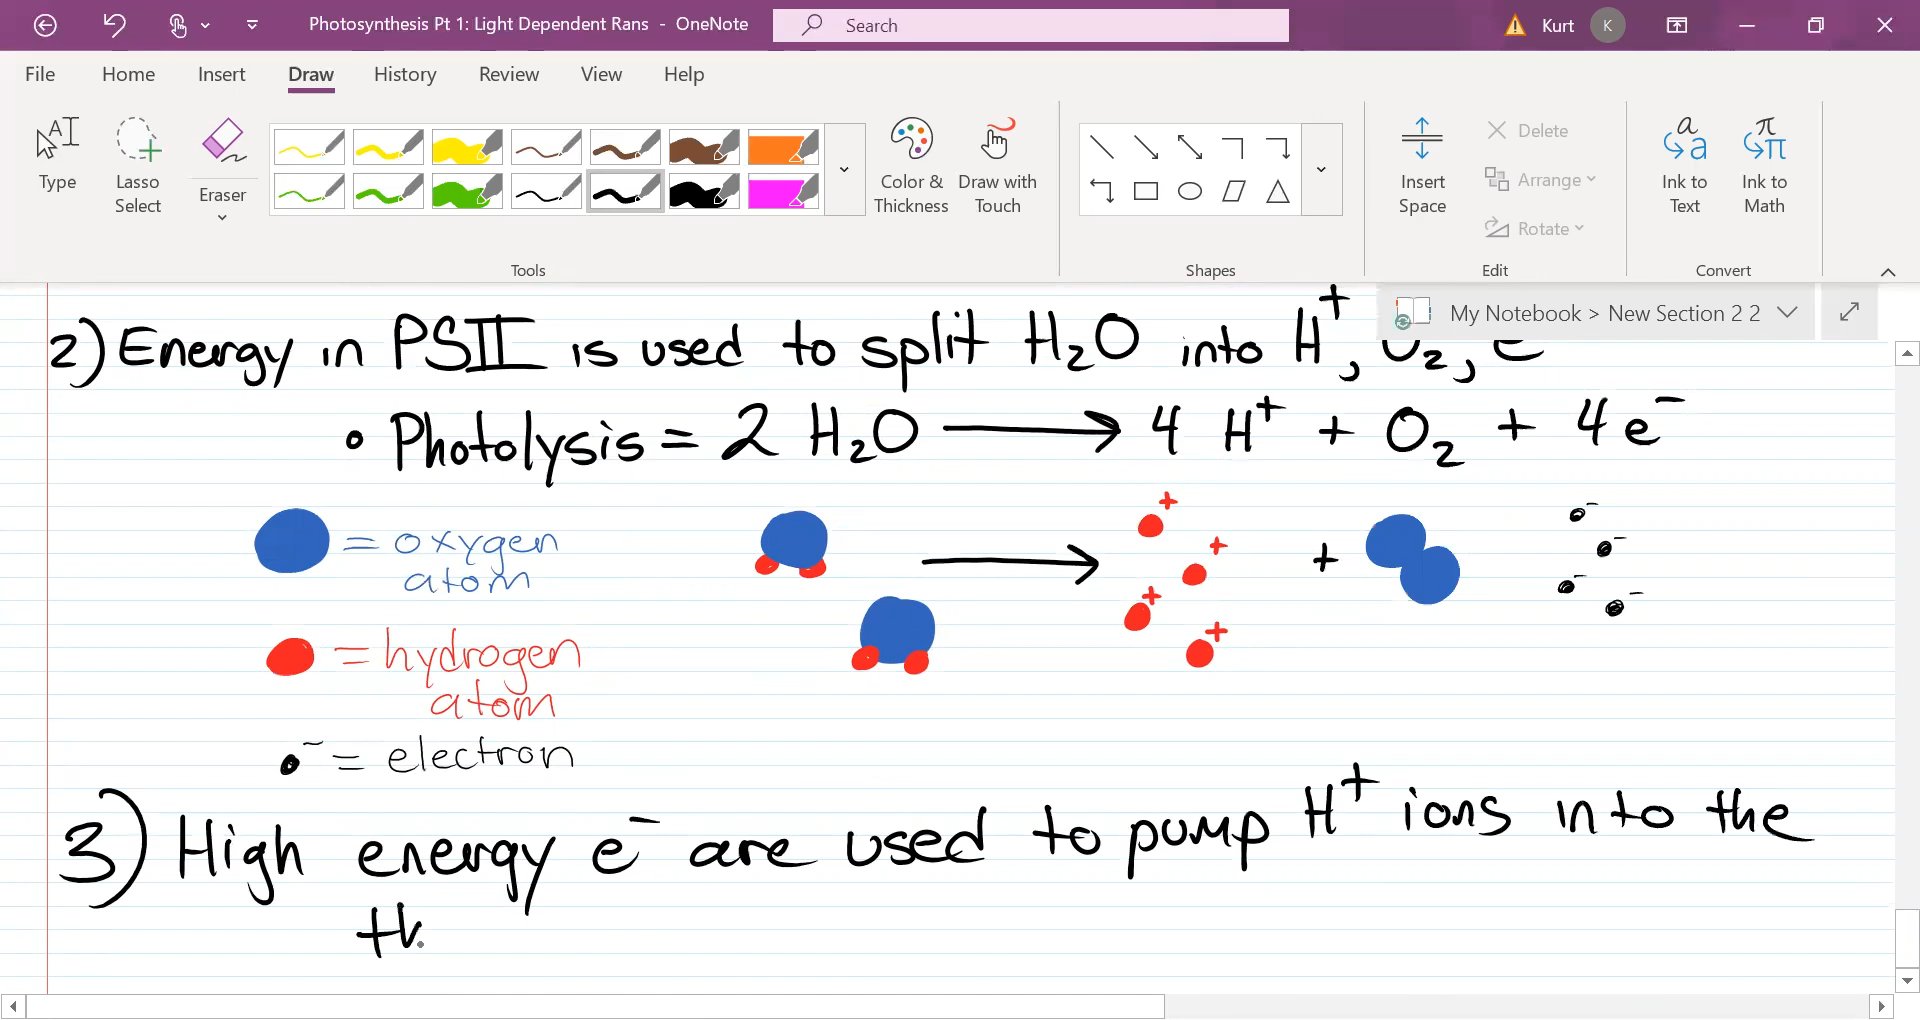 Photosynthesis Pt 1: Light Dependent Rans - OneNote
Search
Kurt
K
File Home Insert Draw History Review View Help
Type
Lasso Select
Eraser
Color & Thickness
Draw with Touch
Insert Space
Delete
Arrange
Rotate
Ink to Text
Ink to Math
Tools
Shapes
Edit
Convert
My Notebook > New Section 2 2
2) Energy in PSII is used to split H₂O into H⁺, O₂, e
• Photolysis = 2 H₂O → 4 H⁺ + O₂ + 4 e⁻
= oxygen
atom
→ +
= hydrogen
atom
⁻ = electron
3) High energy e⁻ are used to pump H⁺ ions into the
th